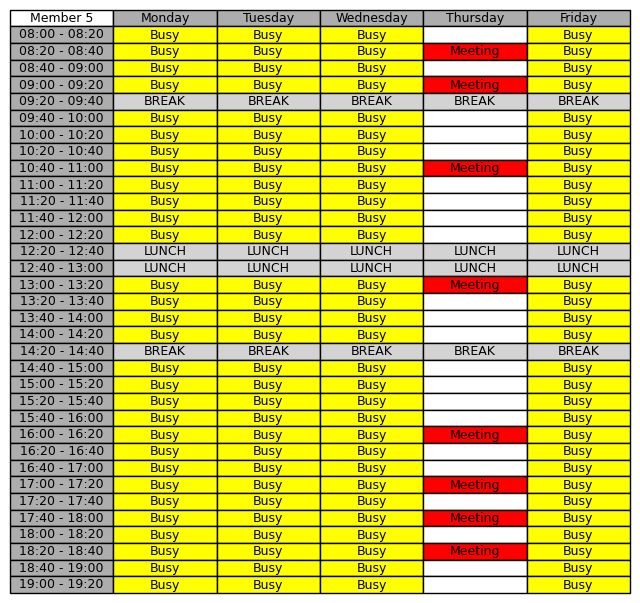 Member 5 Monday Tuesday Wednesday Thursday Friday
08:00 - 08:20 Busy Busy Busy Busy
08:20 - 08:40 Busy Busy Busy Meeting Busy
08:40 - 09:00 Busy Busy Busy Busy
09:00 - 09:20 Busy Busy Busy Meeting Busy
09:20 - 09:40 BREAK BREAK BREAK BREAK BREAK
09:40 - 10:00 Busy Busy Busy Busy
10:00 - 10:20 Busy Busy Busy Busy
10:20 - 10:40 Busy Busy Busy Busy
10:40 - 11:00 Busy Busy Busy Meeting Busy
11:00 - 11:20 Busy Busy Busy Busy
11:20 - 11:40 Busy Busy Busy Busy
11:40 - 12:00 Busy Busy Busy Busy
12:00 - 12:20 Busy Busy Busy Busy
12:20 - 12:40 LUNCH LUNCH LUNCH LUNCH LUNCH
12:40 - 13:00 LUNCH LUNCH LUNCH LUNCH LUNCH
13:00 - 13:20 Busy Busy Busy Meeting Busy
13:20 - 13:40 Busy Busy Busy Busy
13:40 - 14:00 Busy Busy Busy Busy
14:00 - 14:20 Busy Busy Busy Busy
14:20 - 14:40 BREAK BREAK BREAK BREAK BREAK
14:40 - 15:00 Busy Busy Busy Busy
15:00 - 15:20 Busy Busy Busy Busy
15:20 - 15:40 Busy Busy Busy Busy
15:40 - 16:00 Busy Busy Busy Busy
16:00 - 16:20 Busy Busy Busy Meeting Busy
16:20 - 16:40 Busy Busy Busy Busy
16:40 - 17:00 Busy Busy Busy Busy
17:00 - 17:20 Busy Busy Busy Meeting Busy
17:20 - 17:40 Busy Busy Busy Busy
17:40 - 18:00 Busy Busy Busy Meeting Busy
18:00 - 18:20 Busy Busy Busy Busy
18:20 - 18:40 Busy Busy Busy Meeting Busy
18:40 - 19:00 Busy Busy Busy Busy
19:00 - 19:20 Busy Busy Busy Busy